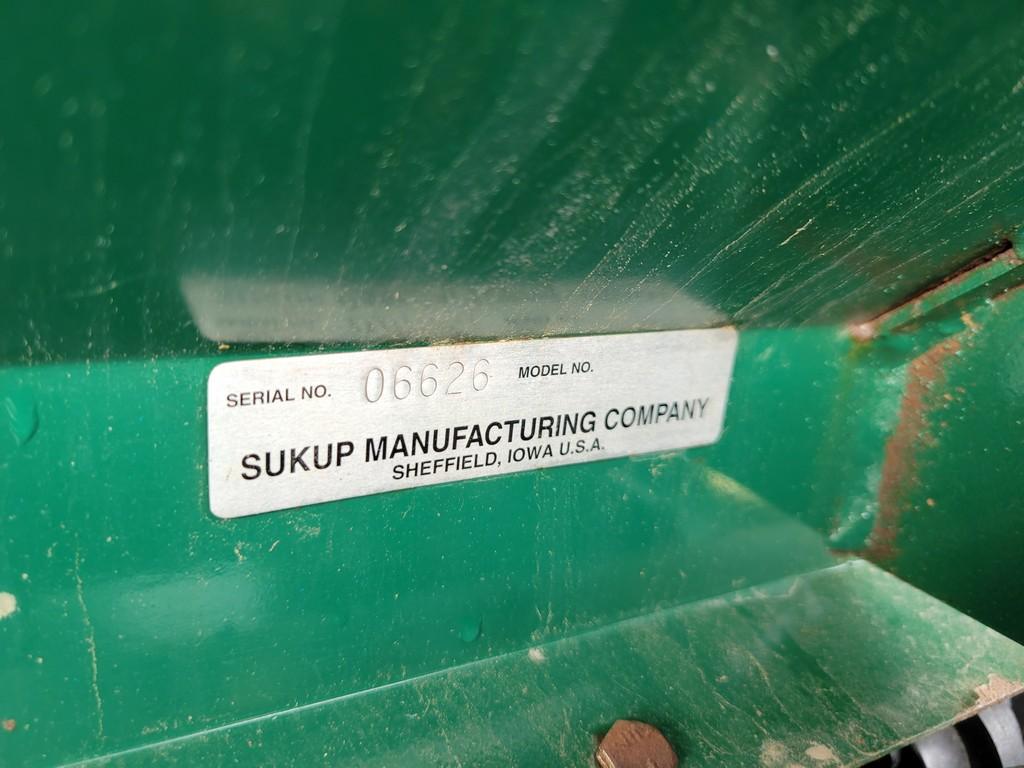 SERIAL NO. 06626 MODEL NO.
SUKUP MANUFACTURING COMPANY
SHEFFIELD, IOWA U.S.A.